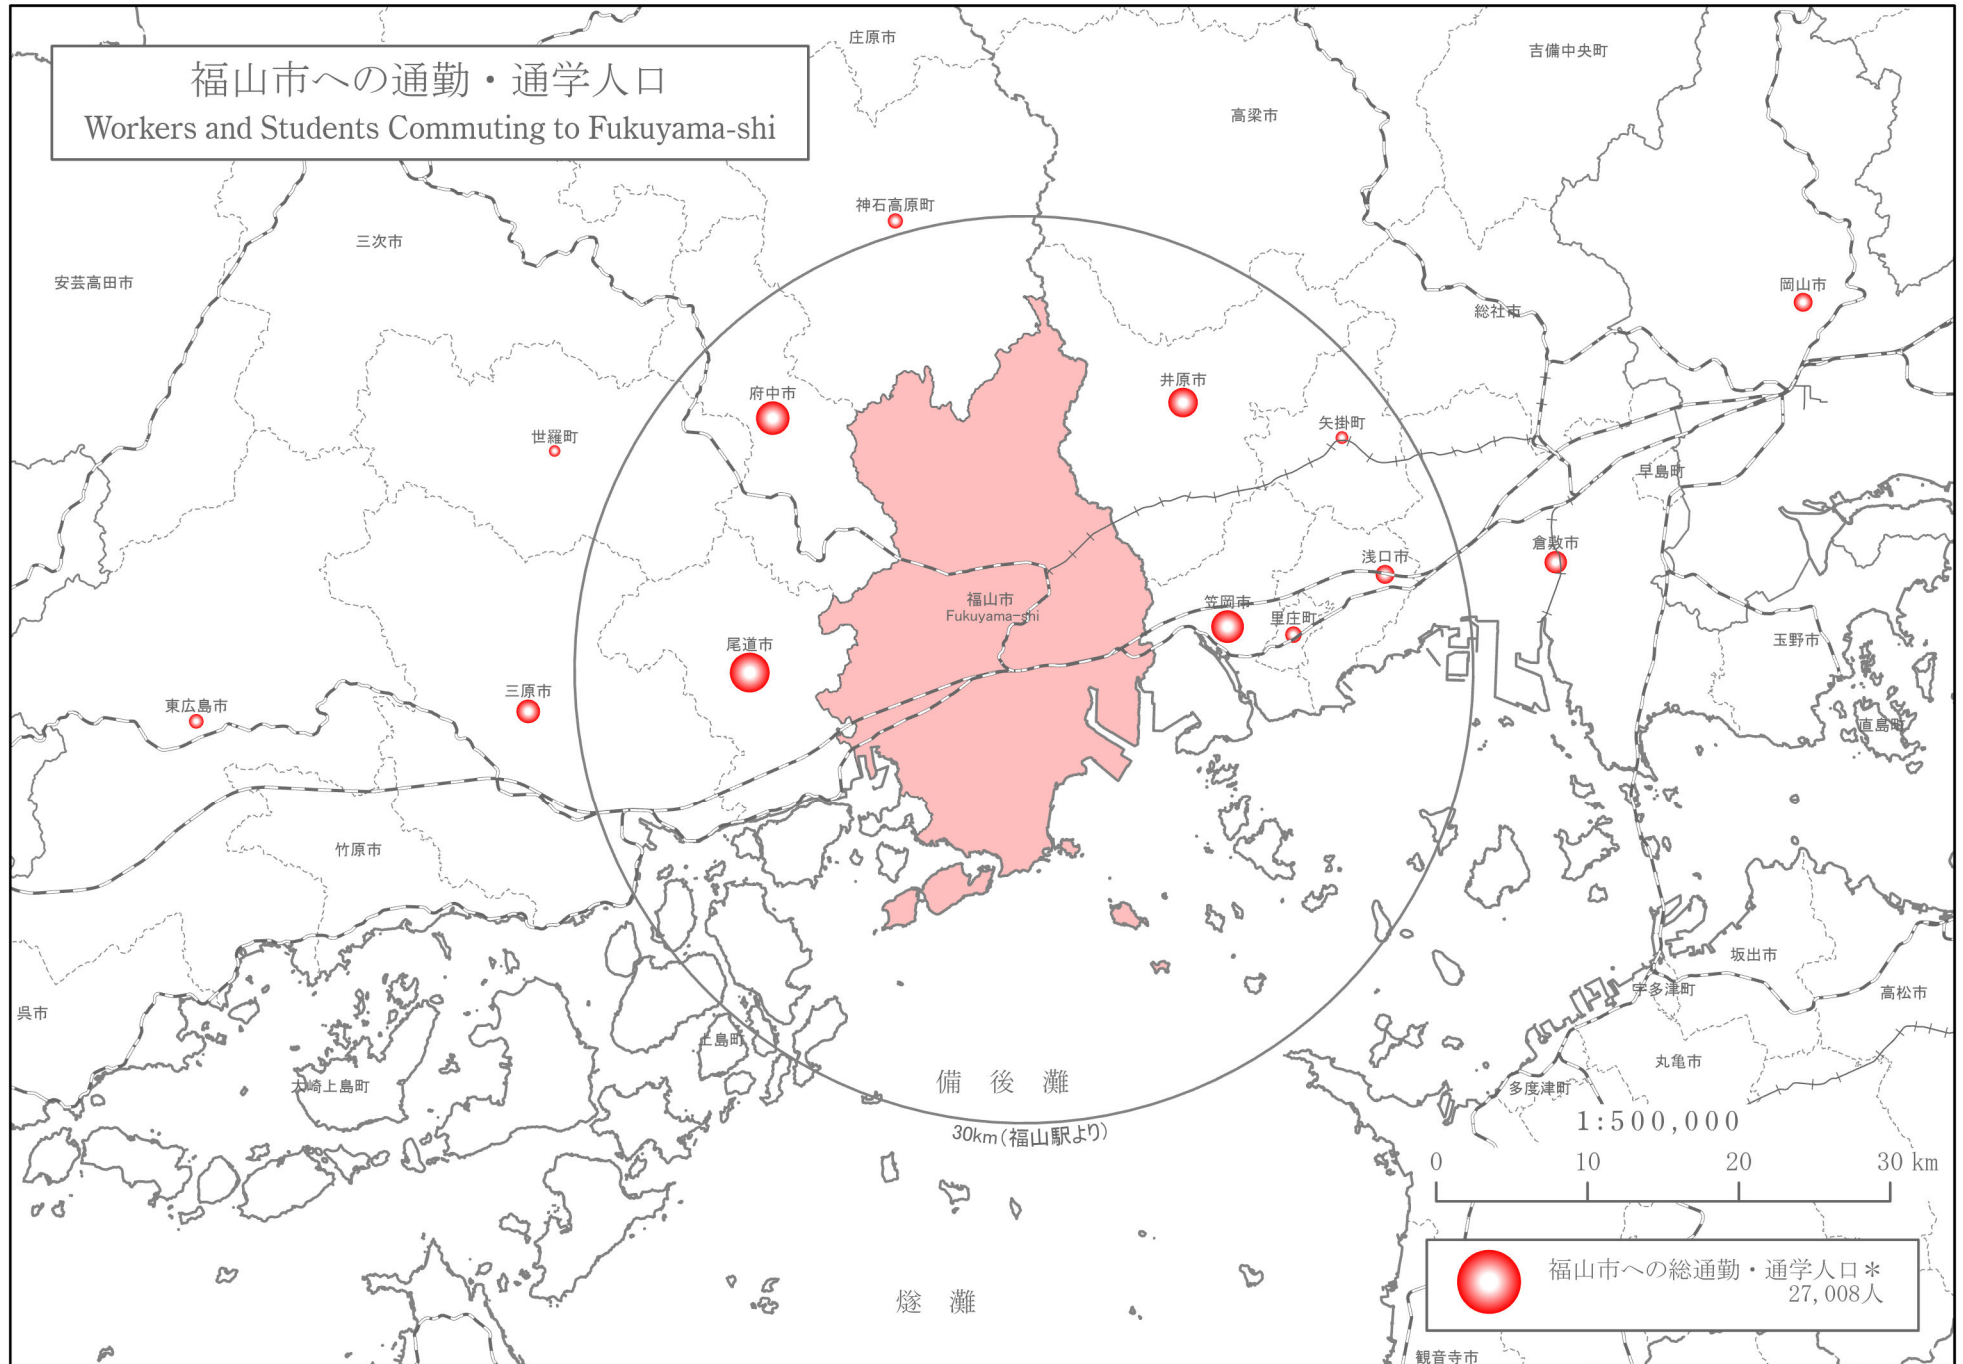 福山市への通勤・通学人口
Workers and Students Commuting to Fukuyama-shi
庄原市
吉備中央町
高梁市
神石高原町
三次市
安芸高田市
岡山市
総社市
府中市
井原市
世羅町
矢掛町
早島町
倉敷市
浅口市
福山市
Fukuyama-shi
笠岡市
里庄町
尾道市
玉野市
三原市
東広島市
直島町
竹原市
坂出市
宇多津町
高松市
呉市
上島町
丸亀市
大崎上島町
備後灘
多度津町
30km(福山駅より)
1:500,000
0 10 20 30 km
福山市への総通勤・通学人口*
27,008人
燧灘
観音寺市